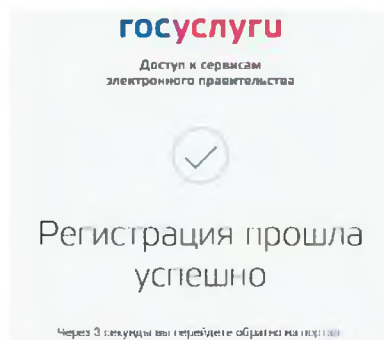 госуслуги
Доступ к сервисам
электронного правительства
Регистрация прошла
успешно
Через 3 секунды вы перейдете обратно на портал